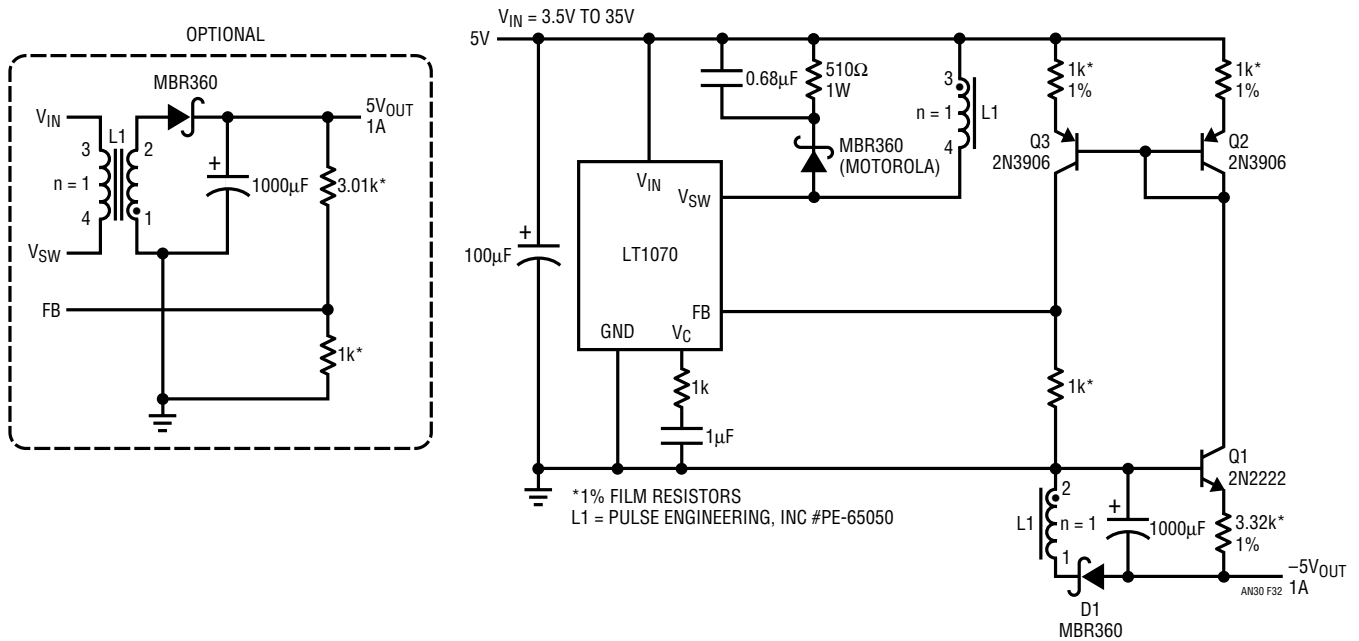 OPTIONAL
MBR360
V_IN
L1
3
2
n = 1
4
1
V_SW
FB
+
1000µF
5V_OUT
1A
3.01k*
1k*
V_IN = 3.5V TO 35V
5V
0.68µF
510Ω
1W
3
n = 1
L1
4
MBR360
(MOTOROLA)
1k*
1%
1k*
1%
Q3
2N3906
Q2
2N3906
+
100µF
V_IN
V_SW
LT1070
FB
GND
V_C
1k
1µF
1k*
Q1
2N2222
*1% FILM RESISTORS
L1 = PULSE ENGINEERING, INC #PE-65050
L1
2
n = 1
1
+
1000µF
3.32k*
1%
–5V_OUT
1A
AN30 F32
D1
MBR360